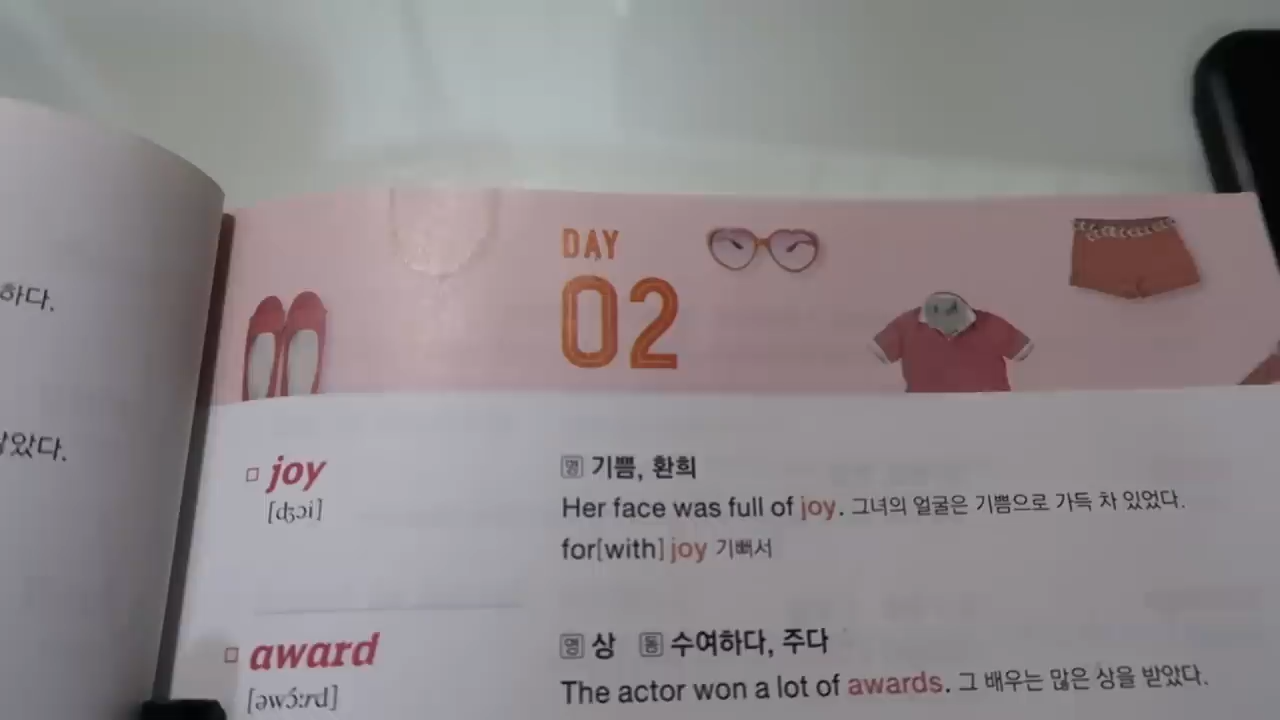 하다.
았다.
DAY
02
joy
[dʒɔi]
명 기쁨, 환희
Her face was full of joy. 그녀의 얼굴은 기쁨으로 가득 차 있었다.
for[with] joy 기뻐서
award
[əwɔ́ːrd]
명 상 동 수여하다, 주다
The actor won a lot of awards. 그 배우는 많은 상을 받았다.